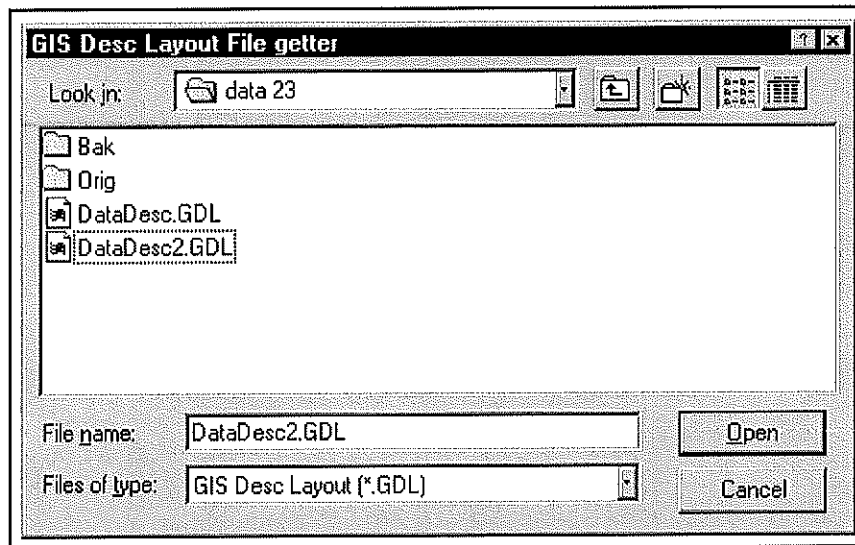 GIS Desc Layout File getter
Look in: data 23
Bak
Orig
DataDesc.GDL
DataDesc2.GDL
File name: DataDesc2.GDL Open
Files of type: GIS Desc Layout (*.GDL) Cancel